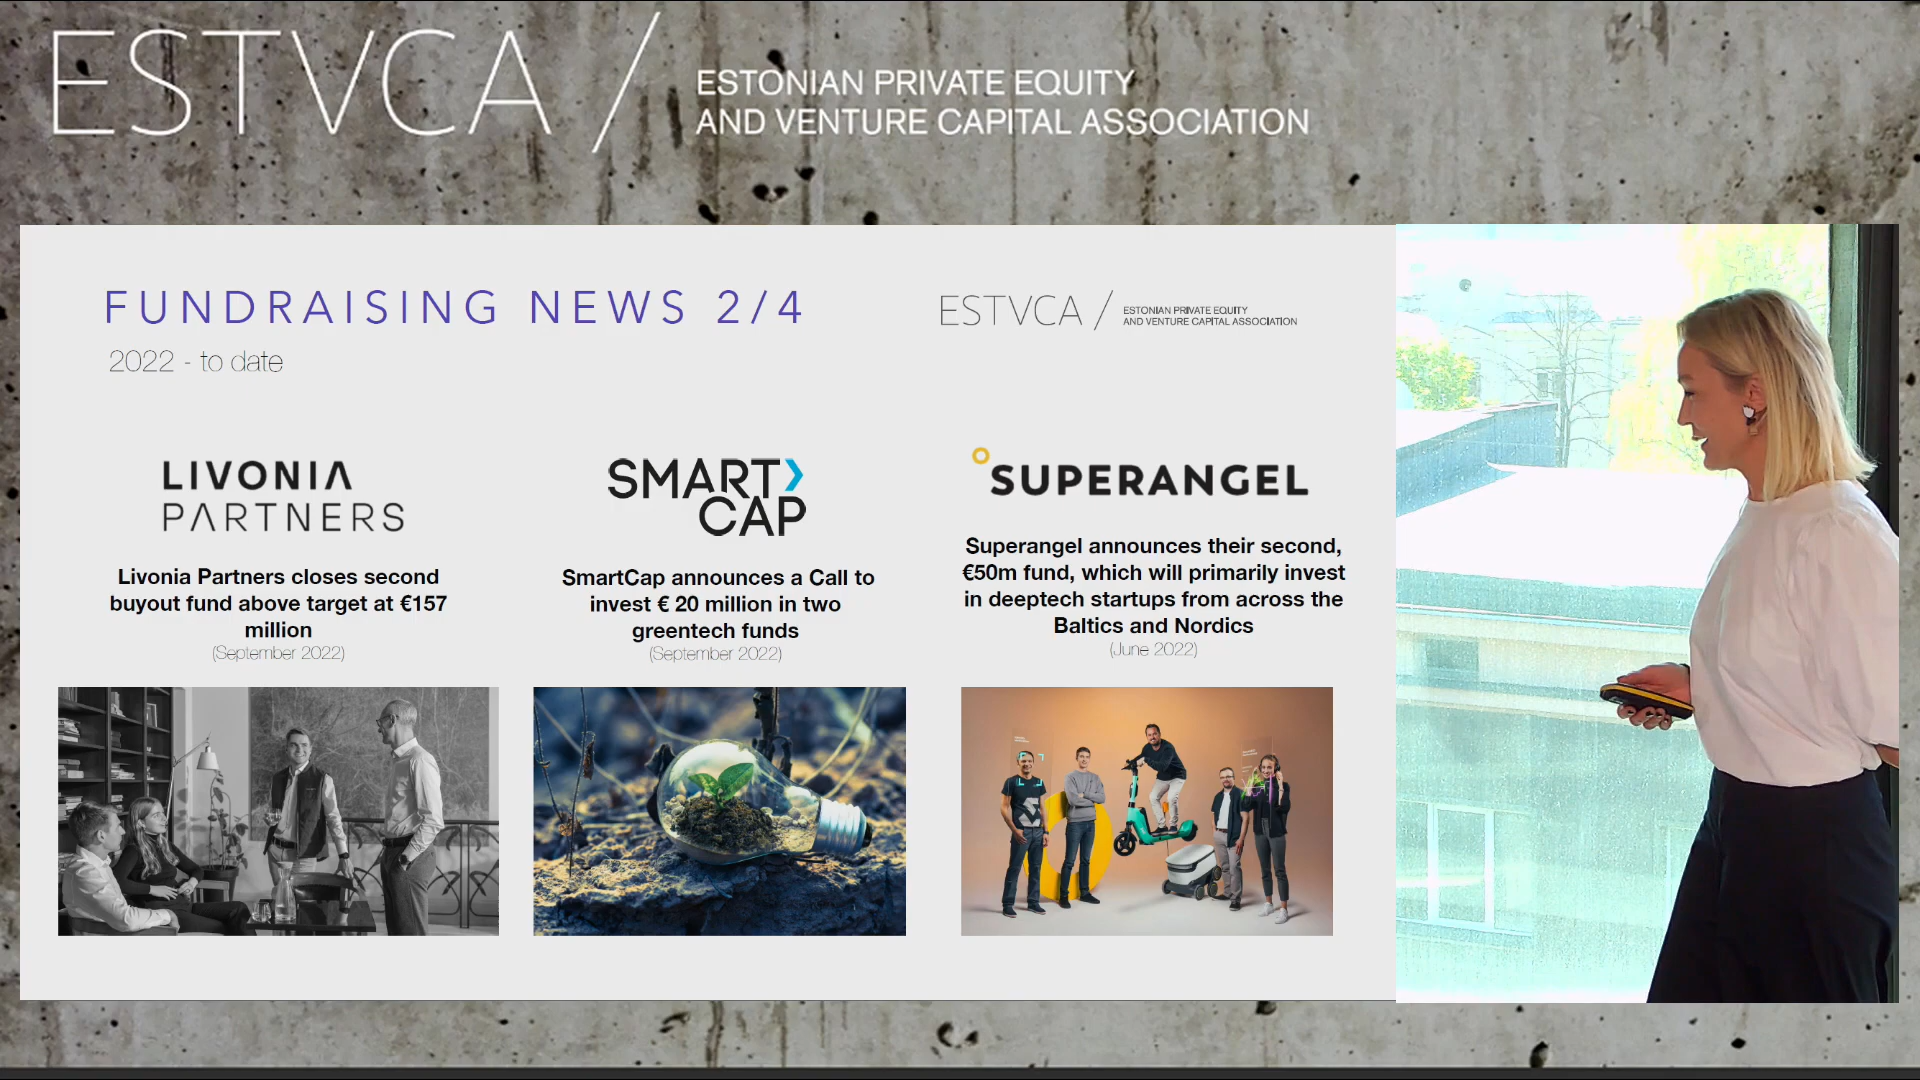 ESTVCA /
ESTONIAN PRIVATE EQUITY
AND VENTURE CAPITAL ASSOCIATION
FUNDRAISING NEWS 2/4
2022 - to date
ESTVCA /
ESTONIAN PRIVATE EQUITY
AND VENTURE CAPITAL ASSOCIATION
LIVONIA
PARTNERS
Livonia Partners closes second
buyout fund above target at €157
million
(September 2022)
SMART
CAP
SmartCap announces a Call to
invest € 20 million in two
greentech funds
(September 2022)
SUPERANGEL
Superangel announces their second,
€50m fund, which will primarily invest
in deeptech startups from across the
Baltics and Nordics
(June 2022)